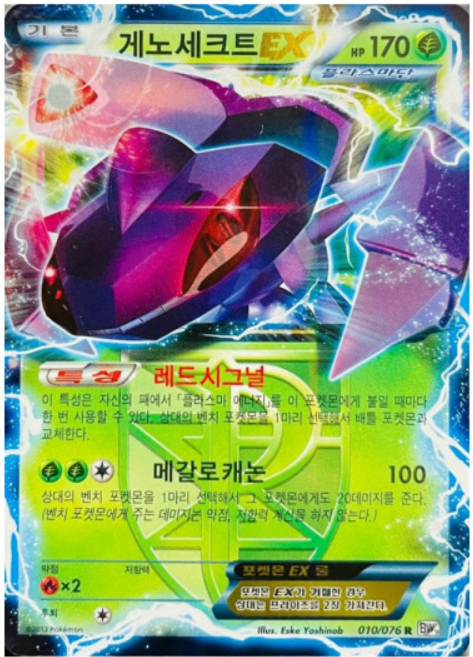 기본
게노세크트EX HP 170
플라스마단
특성 레드시그널
이 특성은 자신의 패에서 「플라스마 에너지」를 이 포켓몬에게 붙일 때마다
한 번 사용할 수 있다. 상대의 벤치 포켓몬을 1마리 선택해서 배틀 포켓몬과
교체한다.
메갈로캐논 100
상대의 벤치 포켓몬을 1마리 선택해서 그 포켓몬에게도 20데미지를 준다.
(벤치 포켓몬에게 주는 데미지는 약점, 저항력 계산을 하지 않는다.)
약점 저항력
×2
포켓몬 EX 룰
포켓몬 EX가 기절한 경우
상대는 프라이즈를 2장 가져간다.
후퇴
©2013 Pokémon
Illus. Eske Yoshinob
010/076 R BW